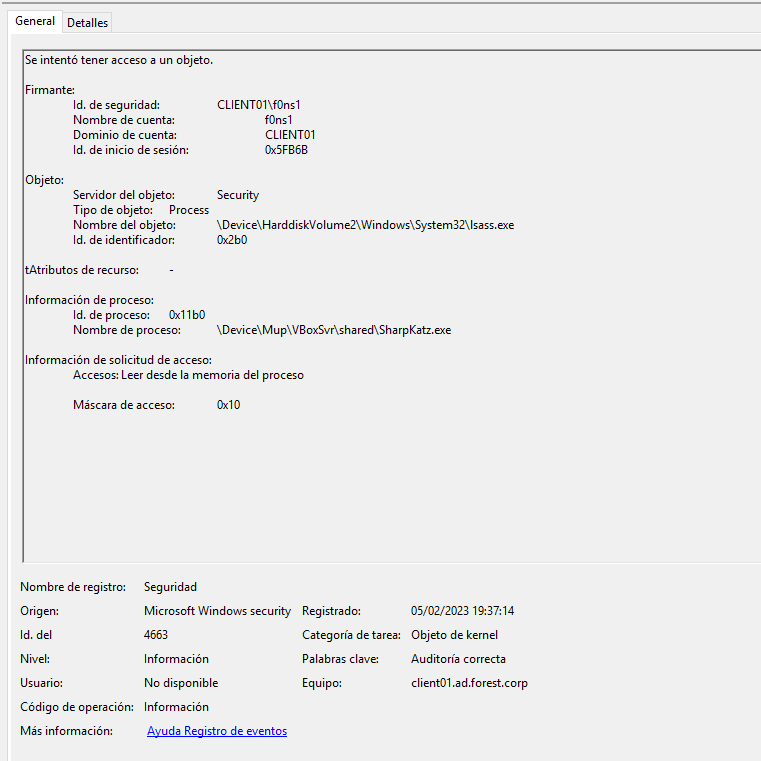 General Detalles
Se intentó tener acceso a un objeto.
Firmante:
Id. de seguridad: CLIENT01\f0ns1
Nombre de cuenta: f0ns1
Dominio de cuenta: CLIENT01
Id. de inicio de sesión: 0x5FB6B
Objeto:
Servidor del objeto: Security
Tipo de objeto: Process
Nombre del objeto: \Device\HarddiskVolume2\Windows\System32\lsass.exe
Id. de identificador: 0x2b0
tAtributos de recurso: -
Información de proceso:
Id. de proceso: 0x11b0
Nombre de proceso: \Device\Mup\VBoxSvr\shared\SharpKatz.exe
Información de solicitud de acceso:
Accesos: Leer desde la memoria del proceso
Máscara de acceso: 0x10
Nombre de registro: Seguridad
Origen: Microsoft Windows security Registrado: 05/02/2023 19:37:14
Id. del 4663 Categoría de tarea: Objeto de kernel
Nivel: Información Palabras clave: Auditoría correcta
Usuario: No disponible Equipo: client01.ad.forest.corp
Código de operación: Información
Más información: Ayuda Registro de eventos